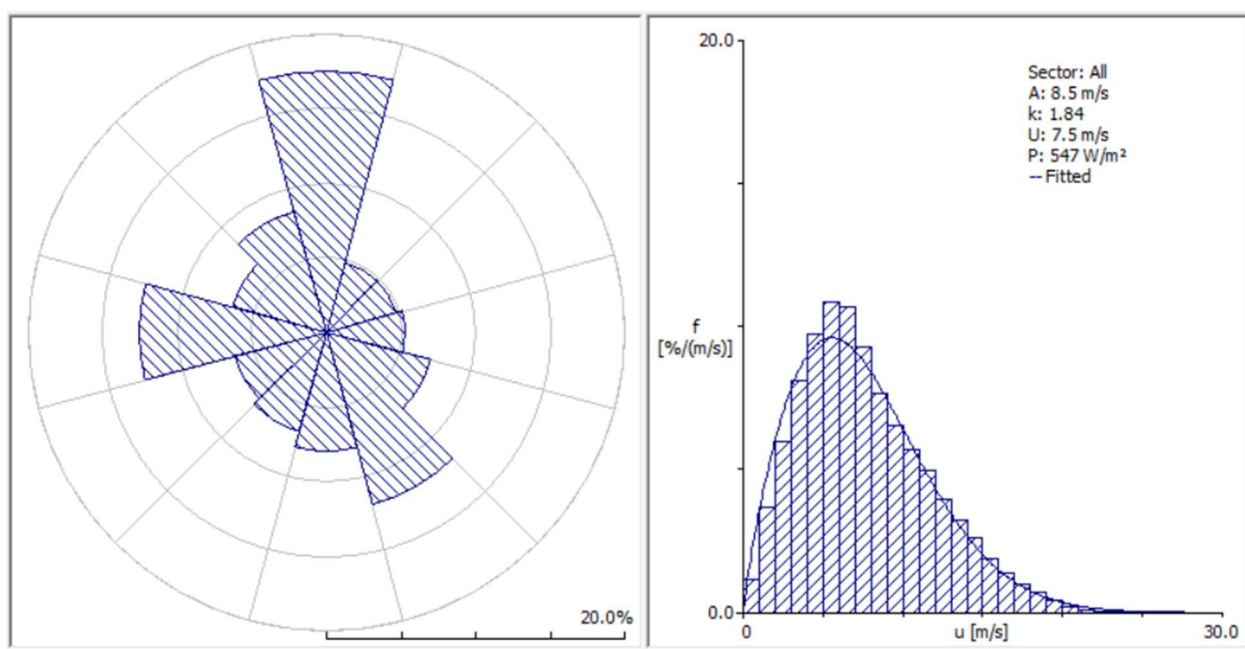 20.0%
20.0
Sector: All
A: 8.5 m/s
k: 1.84
U: 7.5 m/s
P: 547 W/m²
-- Fitted
f
[%/(m/s)]
0.0
0
u [m/s]
30.0